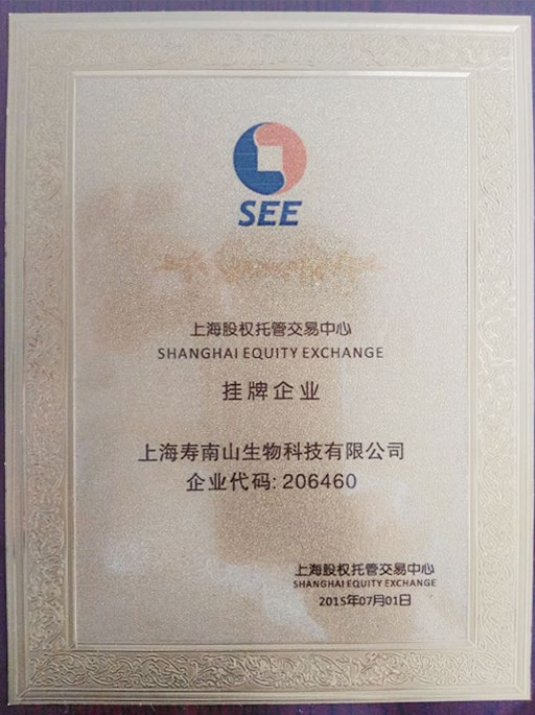 SEE
上海股权托管交易中心
SHANGHAI EQUITY EXCHANGE
挂牌企业
上海寿南山生物科技有限公司
企业代码: 206460
上海股权托管交易中心
SHANGHAI EQUITY EXCHANGE
2015年07月01日